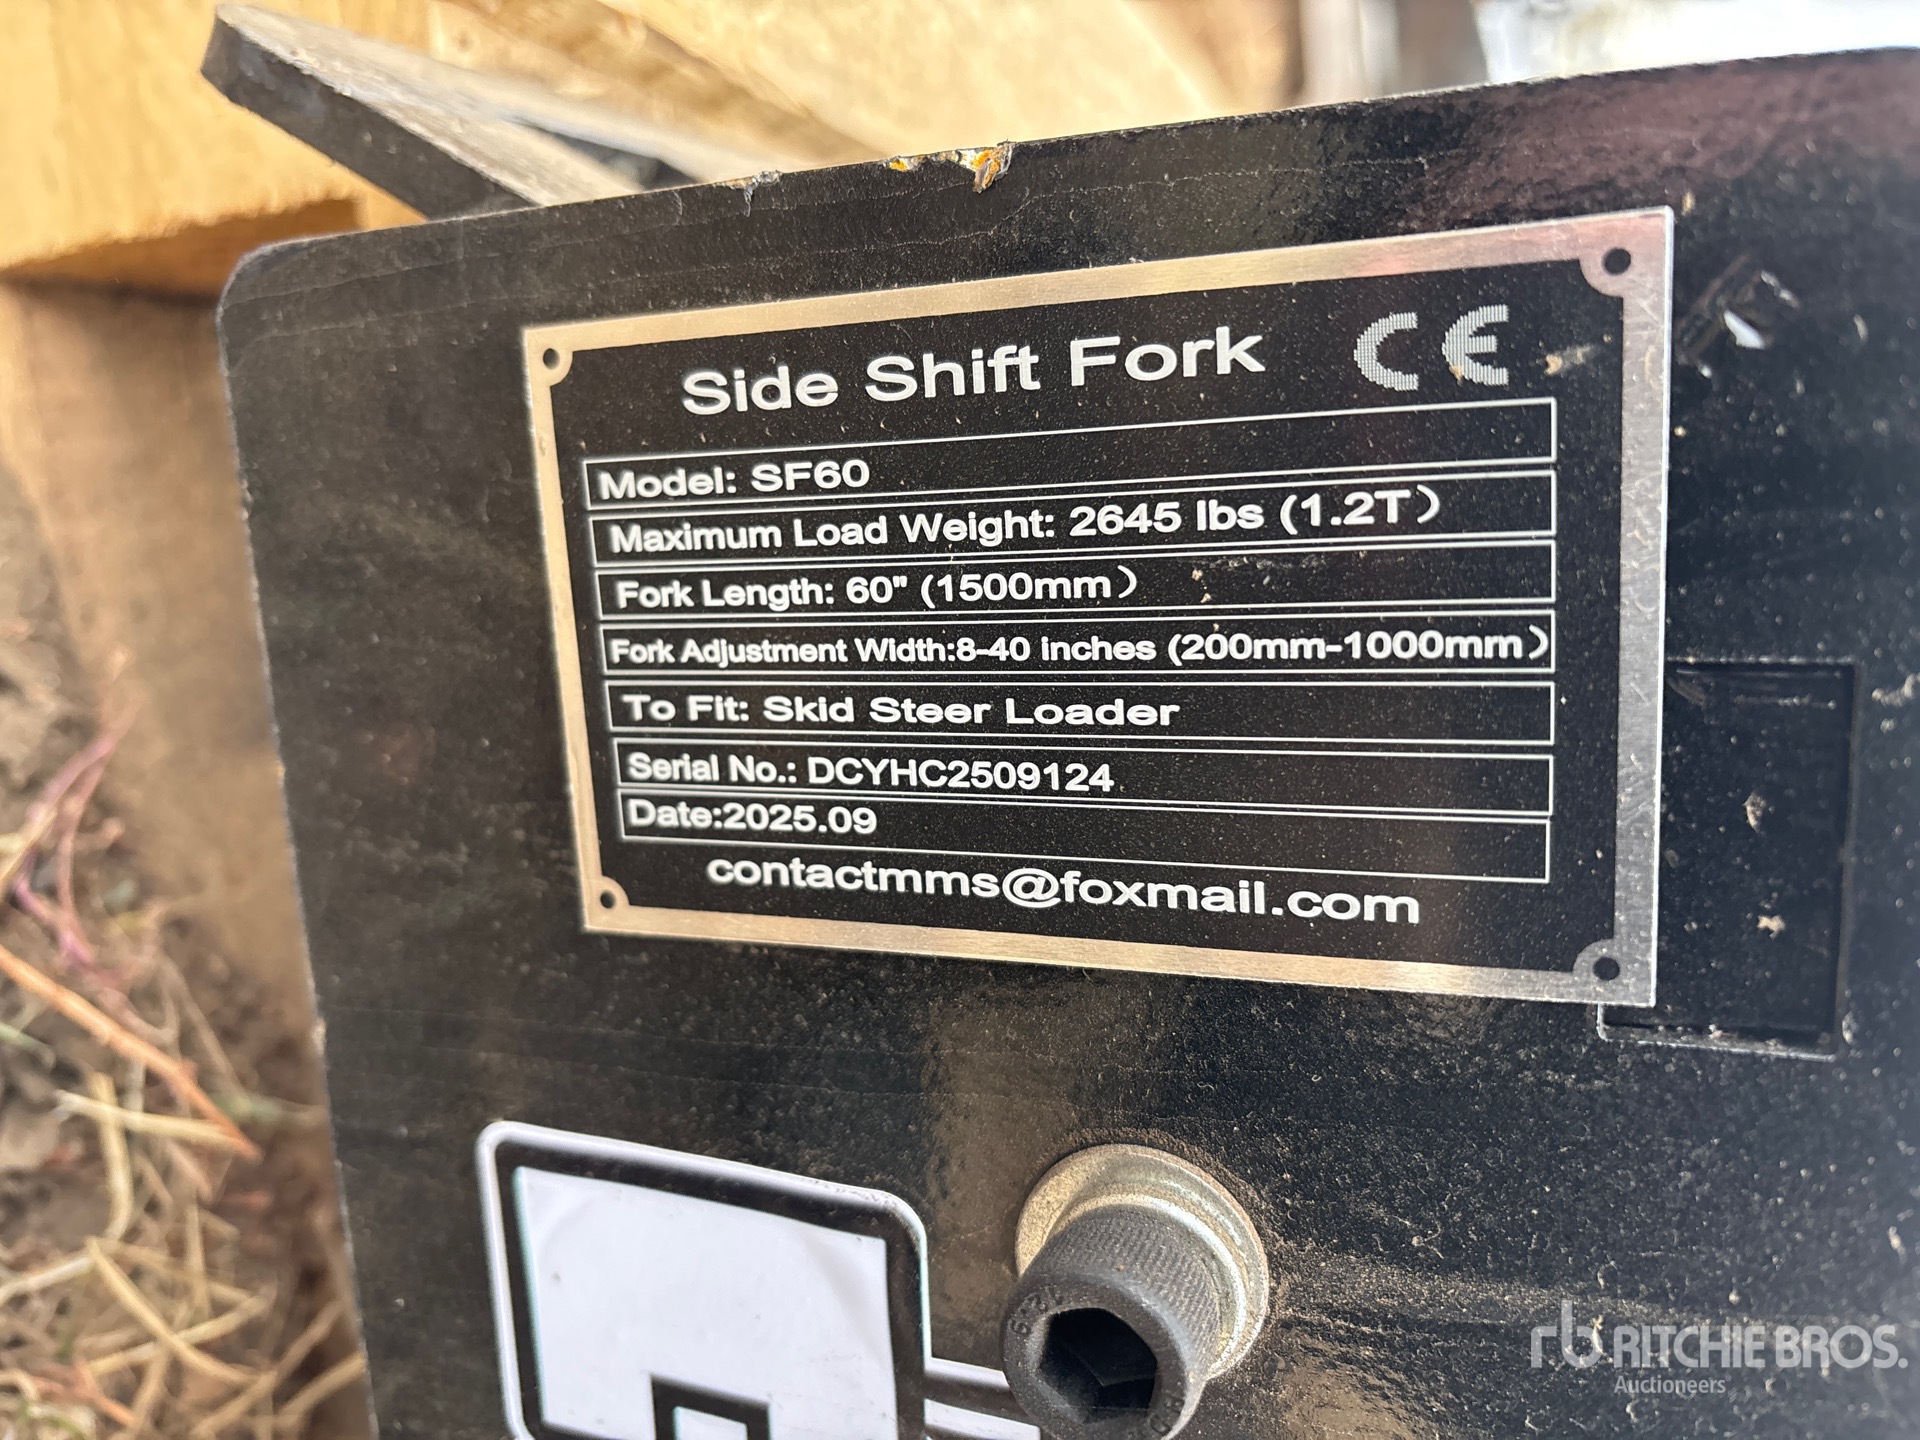 Side Shift Fork CE
Model: SF60
Maximum Load Weight: 2645 lbs (1.2T)
Fork Length: 60" (1500mm)
Fork Adjustment Width:8-40 inches (200mm-1000mm)
To Fit: Skid Steer Loader
Serial No.: DCYHC2509124
Date:2025.09
contactmms@foxmail.com
rb RITCHIE BROS.
Auctioneers